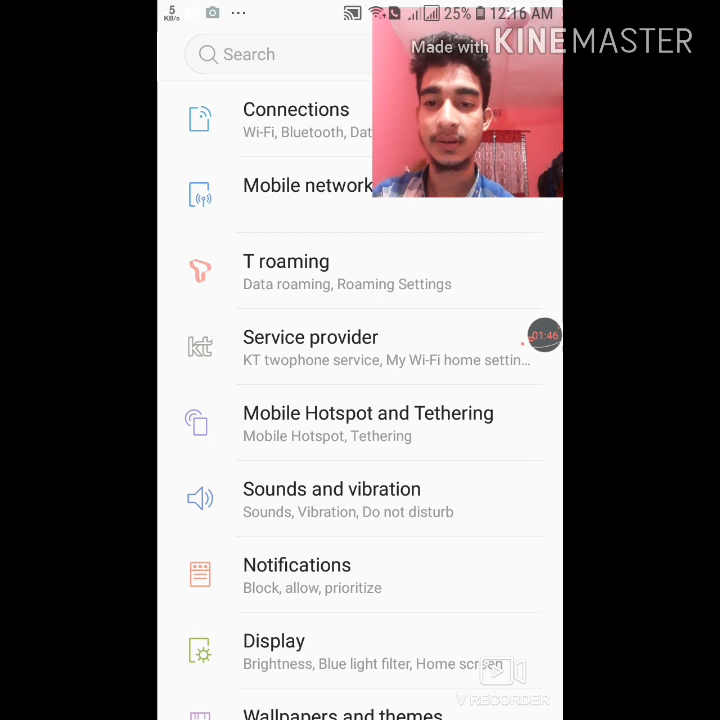 5
KB/s
25% 12:16 AM
Made with KINEMASTER
Search
Connections
Wi-Fi, Bluetooth, Dat
Mobile network
T roaming
Data roaming, Roaming Settings
Service provider
kt
KT twophone service, My Wi-Fi home settin...
01:46
Mobile Hotspot and Tethering
Mobile Hotspot, Tethering
Sounds and vibration
Sounds, Vibration, Do not disturb
Notifications
Block, allow, prioritize
Display
Brightness, Blue light filter, Home screen
V RECORDER
Wallpapers and themes